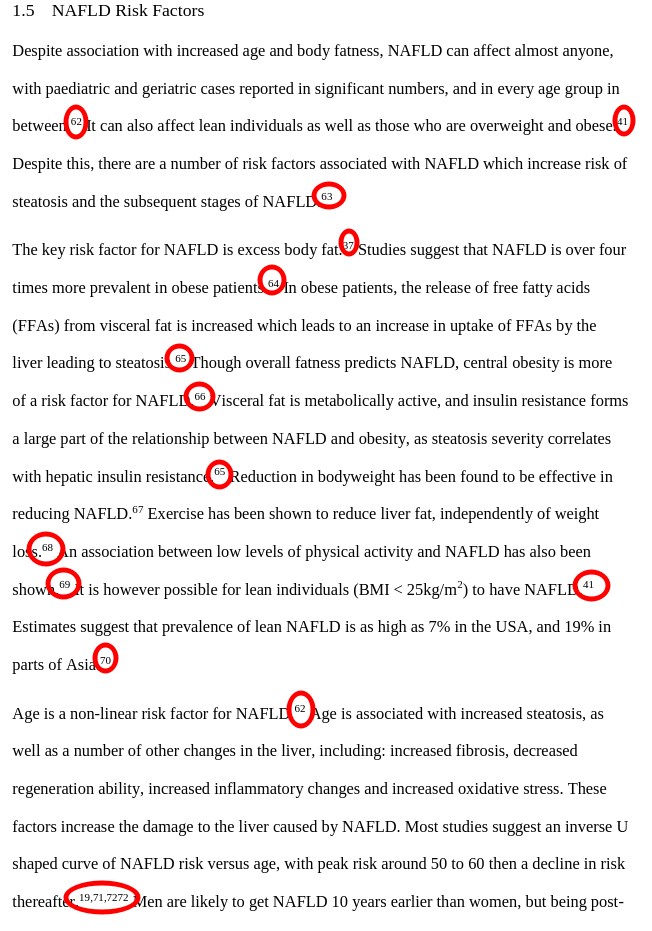 1.5 NAFLD Risk Factors
Despite association with increased age and body fatness, NAFLD can affect almost anyone,
with paediatric and geriatric cases reported in significant numbers, and in every age group in
between.62 It can also affect lean individuals as well as those who are overweight and obese.41
Despite this, there are a number of risk factors associated with NAFLD which increase risk of
steatosis and the subsequent stages of NAFLD.63
The key risk factor for NAFLD is excess body fat.37 Studies suggest that NAFLD is over four
times more prevalent in obese patients.64 In obese patients, the release of free fatty acids
(FFAs) from visceral fat is increased which leads to an increase in uptake of FFAs by the
liver leading to steatosis.65 Though overall fatness predicts NAFLD, central obesity is more
of a risk factor for NAFLD.66 Visceral fat is metabolically active, and insulin resistance forms
a large part of the relationship between NAFLD and obesity, as steatosis severity correlates
with hepatic insulin resistance.65 Reduction in bodyweight has been found to be effective in
reducing NAFLD.67 Exercise has been shown to reduce liver fat, independently of weight
loss.68 An association between low levels of physical activity and NAFLD has also been
shown.69 It is however possible for lean individuals (BMI < 25kg/m2) to have NAFLD.41
Estimates suggest that prevalence of lean NAFLD is as high as 7% in the USA, and 19% in
parts of Asia.70
Age is a non-linear risk factor for NAFLD.62 Age is associated with increased steatosis, as
well as a number of other changes in the liver, including: increased fibrosis, decreased
regeneration ability, increased inflammatory changes and increased oxidative stress. These
factors increase the damage to the liver caused by NAFLD. Most studies suggest an inverse U
shaped curve of NAFLD risk versus age, with peak risk around 50 to 60 then a decline in risk
thereafter.19,71,7272 Men are likely to get NAFLD 10 years earlier than women, but being post-